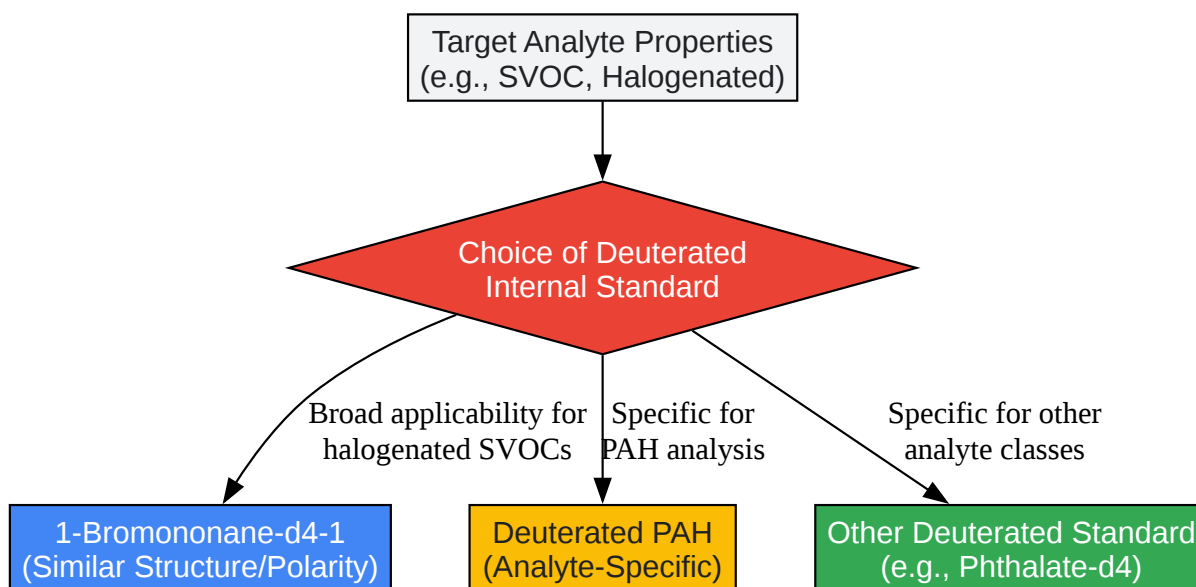 Target Analyte Properties
(e.g., SVOC, Halogenated)
Choice of Deuterated
Internal Standard
Broad applicability for
halogenated SVOCs
Specific for
PAH analysis
Specific for other
analyte classes
1-Bromononane-d4-1
(Similar Structure/Polarity)
Deuterated PAH
(Analyte-Specific)
Other Deuterated Standard
(e.g., Phthalate-d4)